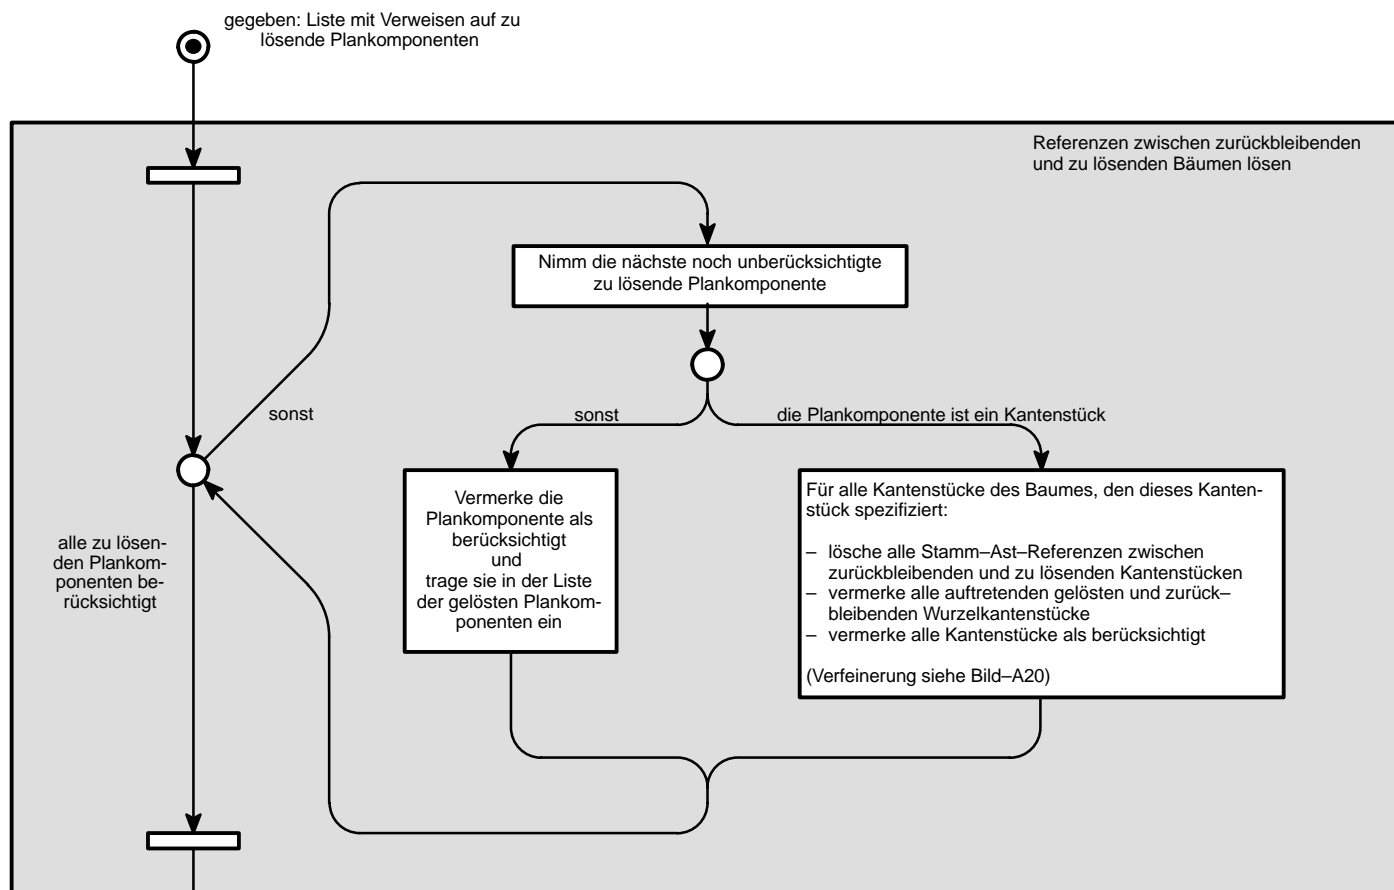 gegeben: Liste mit Verweisen auf zu
lösende Plankomponenten
Referenzen zwischen zurückbleibenden
und zu lösenden Bäumen lösen
Nimm die nächste noch unberücksichtigte
zu lösende Plankomponente
sonst
sonst
die Plankomponente ist ein Kantenstück
alle zu lösen-
den Plankom-
ponenten be-
rücksichtigt
Vermerke die
Plankomponente als
berücksichtigt
und
trage sie in der Liste
der gelösten Plankom-
ponenten ein
Für alle Kantenstücke des Baumes, den dieses Kanten-
stück spezifiziert:
– lösche alle Stamm–Ast–Referenzen zwischen
zurückbleibenden und zu lösenden Kantenstücken
– vermerke alle auftretenden gelösten und zurück–
bleibenden Wurzelkantenstücke
– vermerke alle Kantenstücke als berücksichtigt
(Verfeinerung siehe Bild–A20)